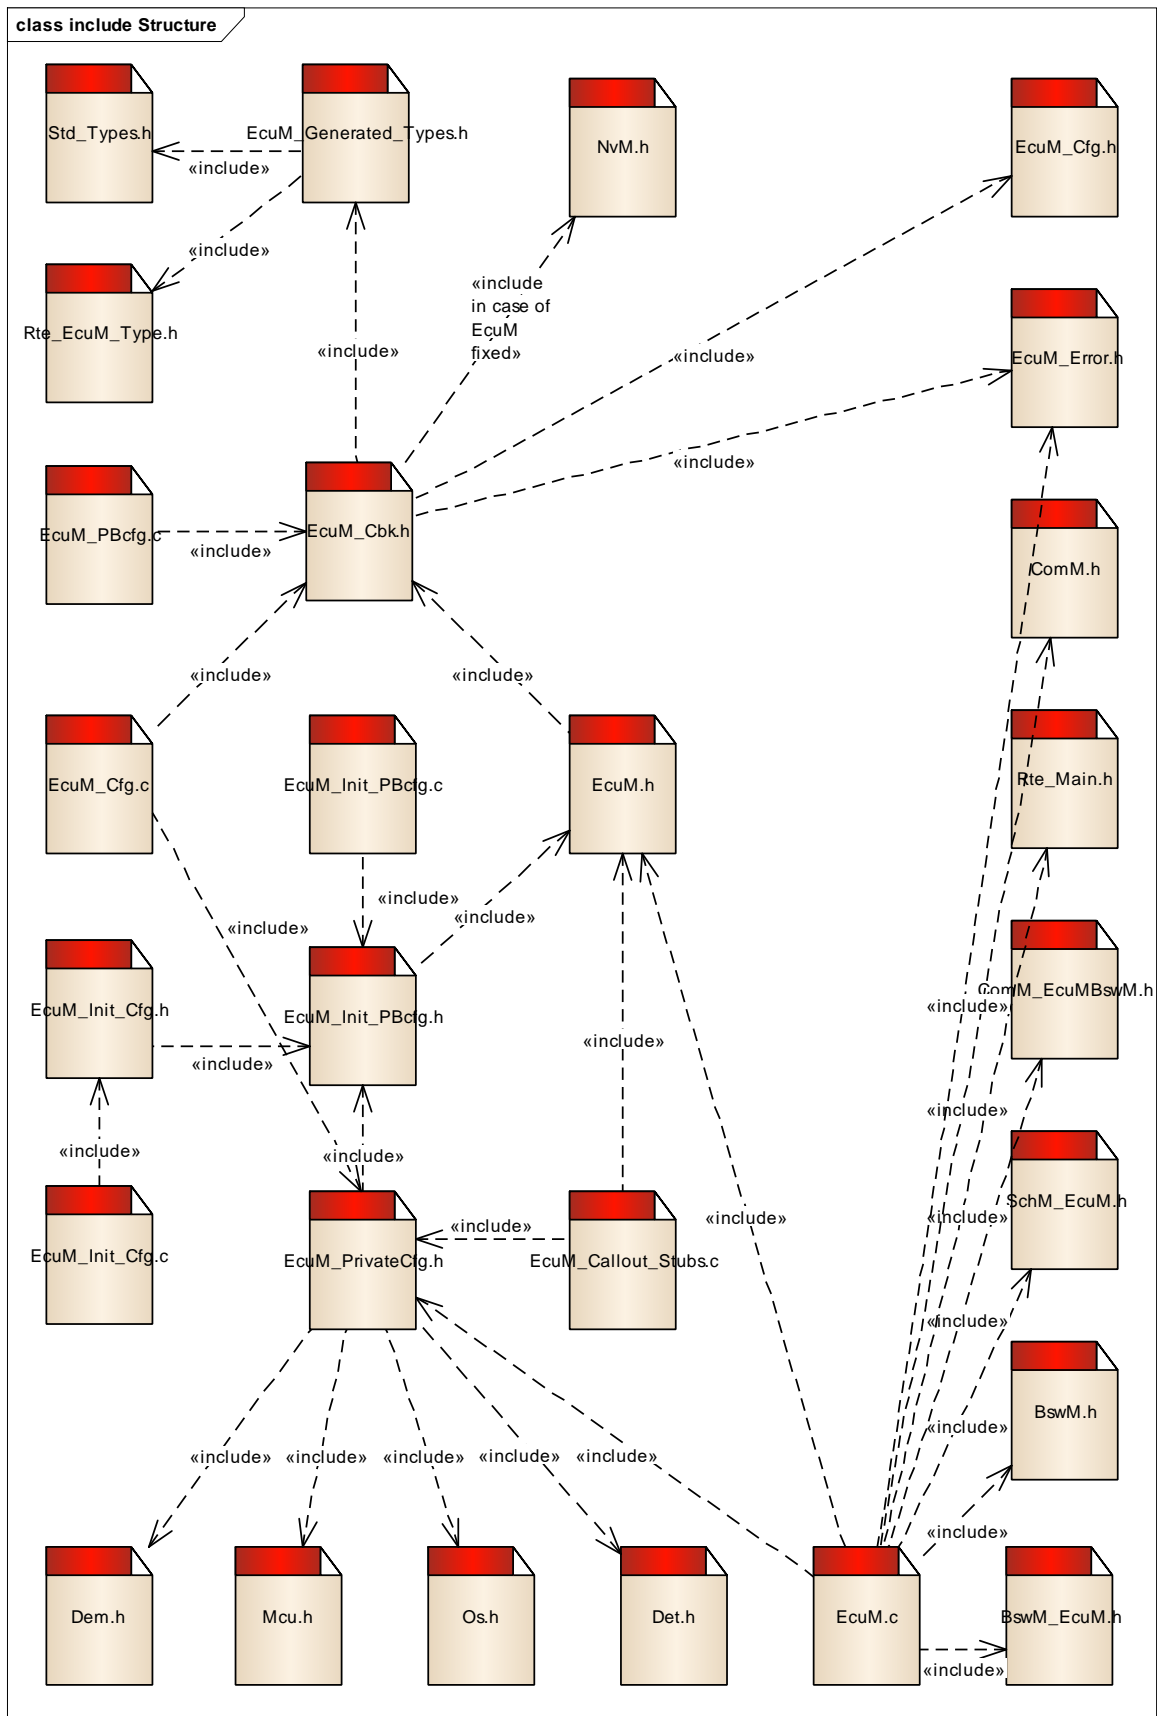 class include Structure
Std_Types.h
EcuM_Generated_Types.h
NvM.h
EcuM_Cfg.h
«include»
«include»
Rte_EcuM_Type.h
«include
in case of
EcuM
fixed»
«include»
«include»
EcuM_Error.h
«include»
EcuM_PBcfg.c
«include»
EcuM_Cbk.h
ComM.h
«include»
«include»
EcuM_Cfg.c
EcuM_Init_PBcfg.c
EcuM.h
Rte_Main.h
«include»
«include»
«include»
EcuM_Init_Cfg.h
EcuM_Init_PBcfg.h
ComM_EcuMBswM.h
«include»
«include»
«include»
«include»
«include»
«include»
SchM_EcuM.h
«include»
«include»
«include»
EcuM_Init_Cfg.c
EcuM_PrivateCfg.h
EcuM_Callout_Stubs.c
«include»
BswM.h
«include»
«include»
«include»
«include»
«include»
«include»
«include»
Dem.h
Mcu.h
Os.h
Det.h
EcuM.c
BswM_EcuM.h
«include»